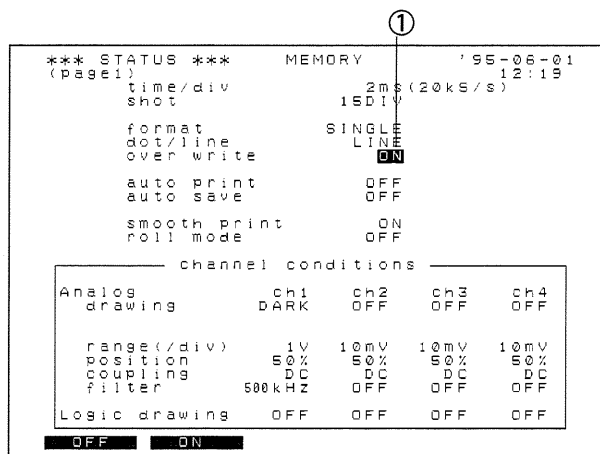 ①
*** STATUS *** MEMORY '95-06-01
(page1) 12:19
time/div 2ms(20kS/s)
shot 15DIV
format SINGLE
dot/line LINE
over write ON
auto print OFF
auto save OFF
smooth print ON
roll mode OFF
channel conditions
Analog ch1 ch2 ch3 ch4
drawing DARK OFF OFF OFF
range(/div) 1V 10mV 10mV 10mV
position 50% 50% 50% 50%
coupling DC DC DC DC
filter 500kHz OFF OFF OFF
Logic drawing OFF OFF OFF OFF
OFF ON